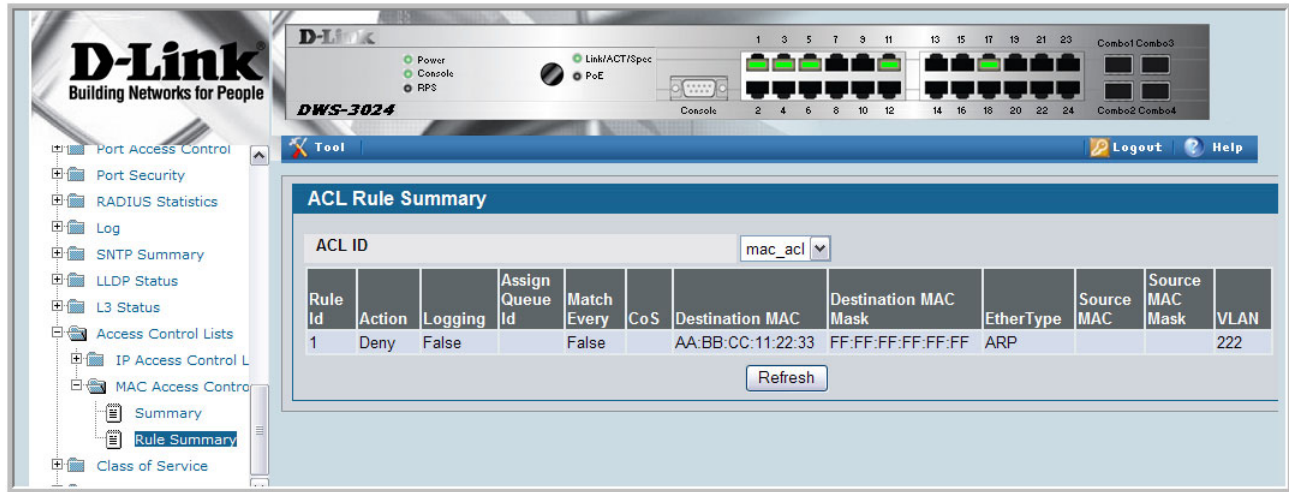 D-Link
Building Networks for People
D-Link
Power
Console
RPS
Link/ACT/Spec
PoE
DWS-3024
Console
1 3 5 7 9 11 13 15 17 19 21 23
2 4 6 8 10 12 14 16 18 20 22 24
Combo1 Combo3
Combo2 Combo4
Tool
Logout
Help
Port Access Control
Port Security
RADIUS Statistics
Log
SNTP Summary
LLDP Status
L3 Status
Access Control Lists
IP Access Control L
MAC Access Contro
Summary
Rule Summary
Class of Service
ACL Rule Summary
ACL ID mac_acl
Rule Id Action Logging Assign Queue Id Match Every CoS Destination MAC Destination MAC Mask EtherType Source MAC Source MAC Mask VLAN
1 Deny False False AA:BB:CC:11:22:33 FF:FF:FF:FF:FF:FF ARP 222
Refresh